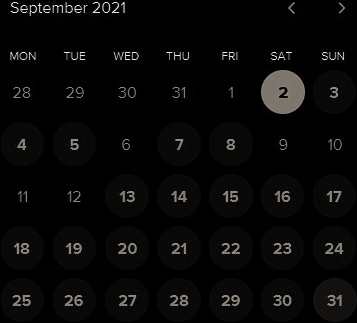 September 2021
MON TUE WED THU FRI SAT SUN
28 29 30 31 1 2 3
4 5 6 7 8 9 10
11 12 13 14 15 16 17
18 19 20 21 22 23 24
25 26 27 28 29 30 31